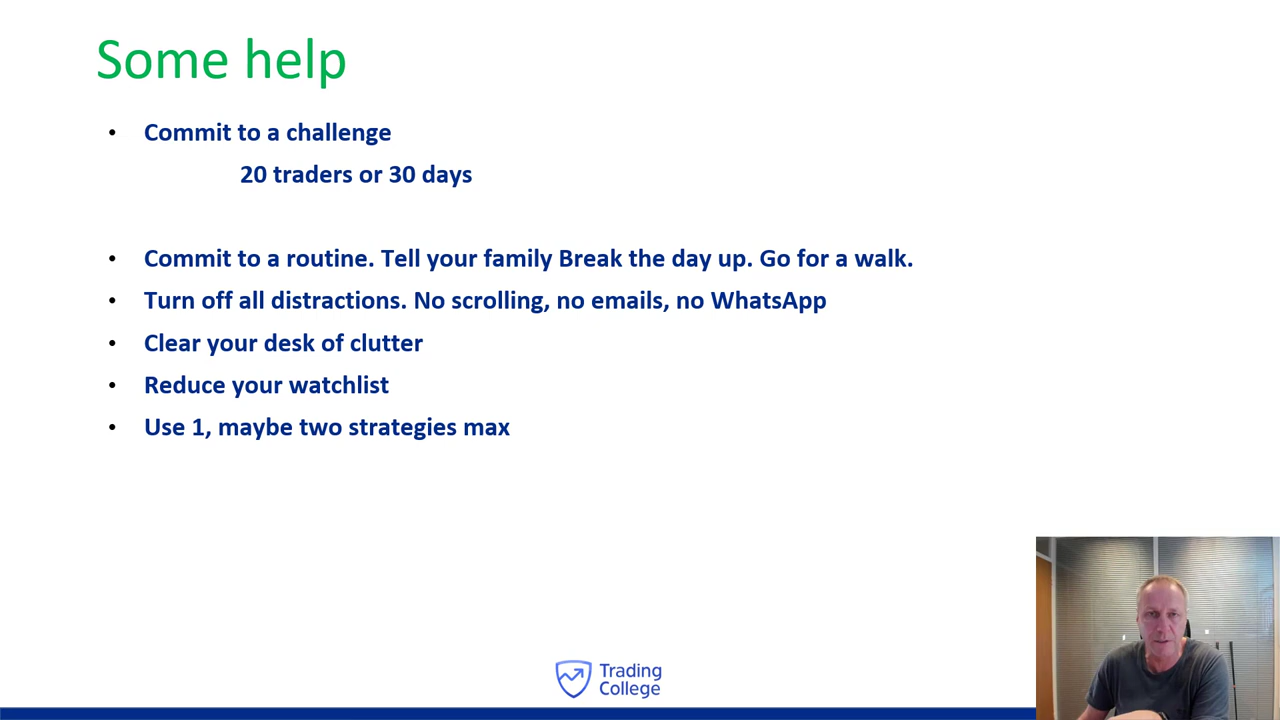 Some help
• Commit to a challenge
20 traders or 30 days
• Commit to a routine. Tell your family Break the day up. Go for a walk.
• Turn off all distractions. No scrolling, no emails, no WhatsApp
• Clear your desk of clutter
• Reduce your watchlist
• Use 1, maybe two strategies max
Trading
College